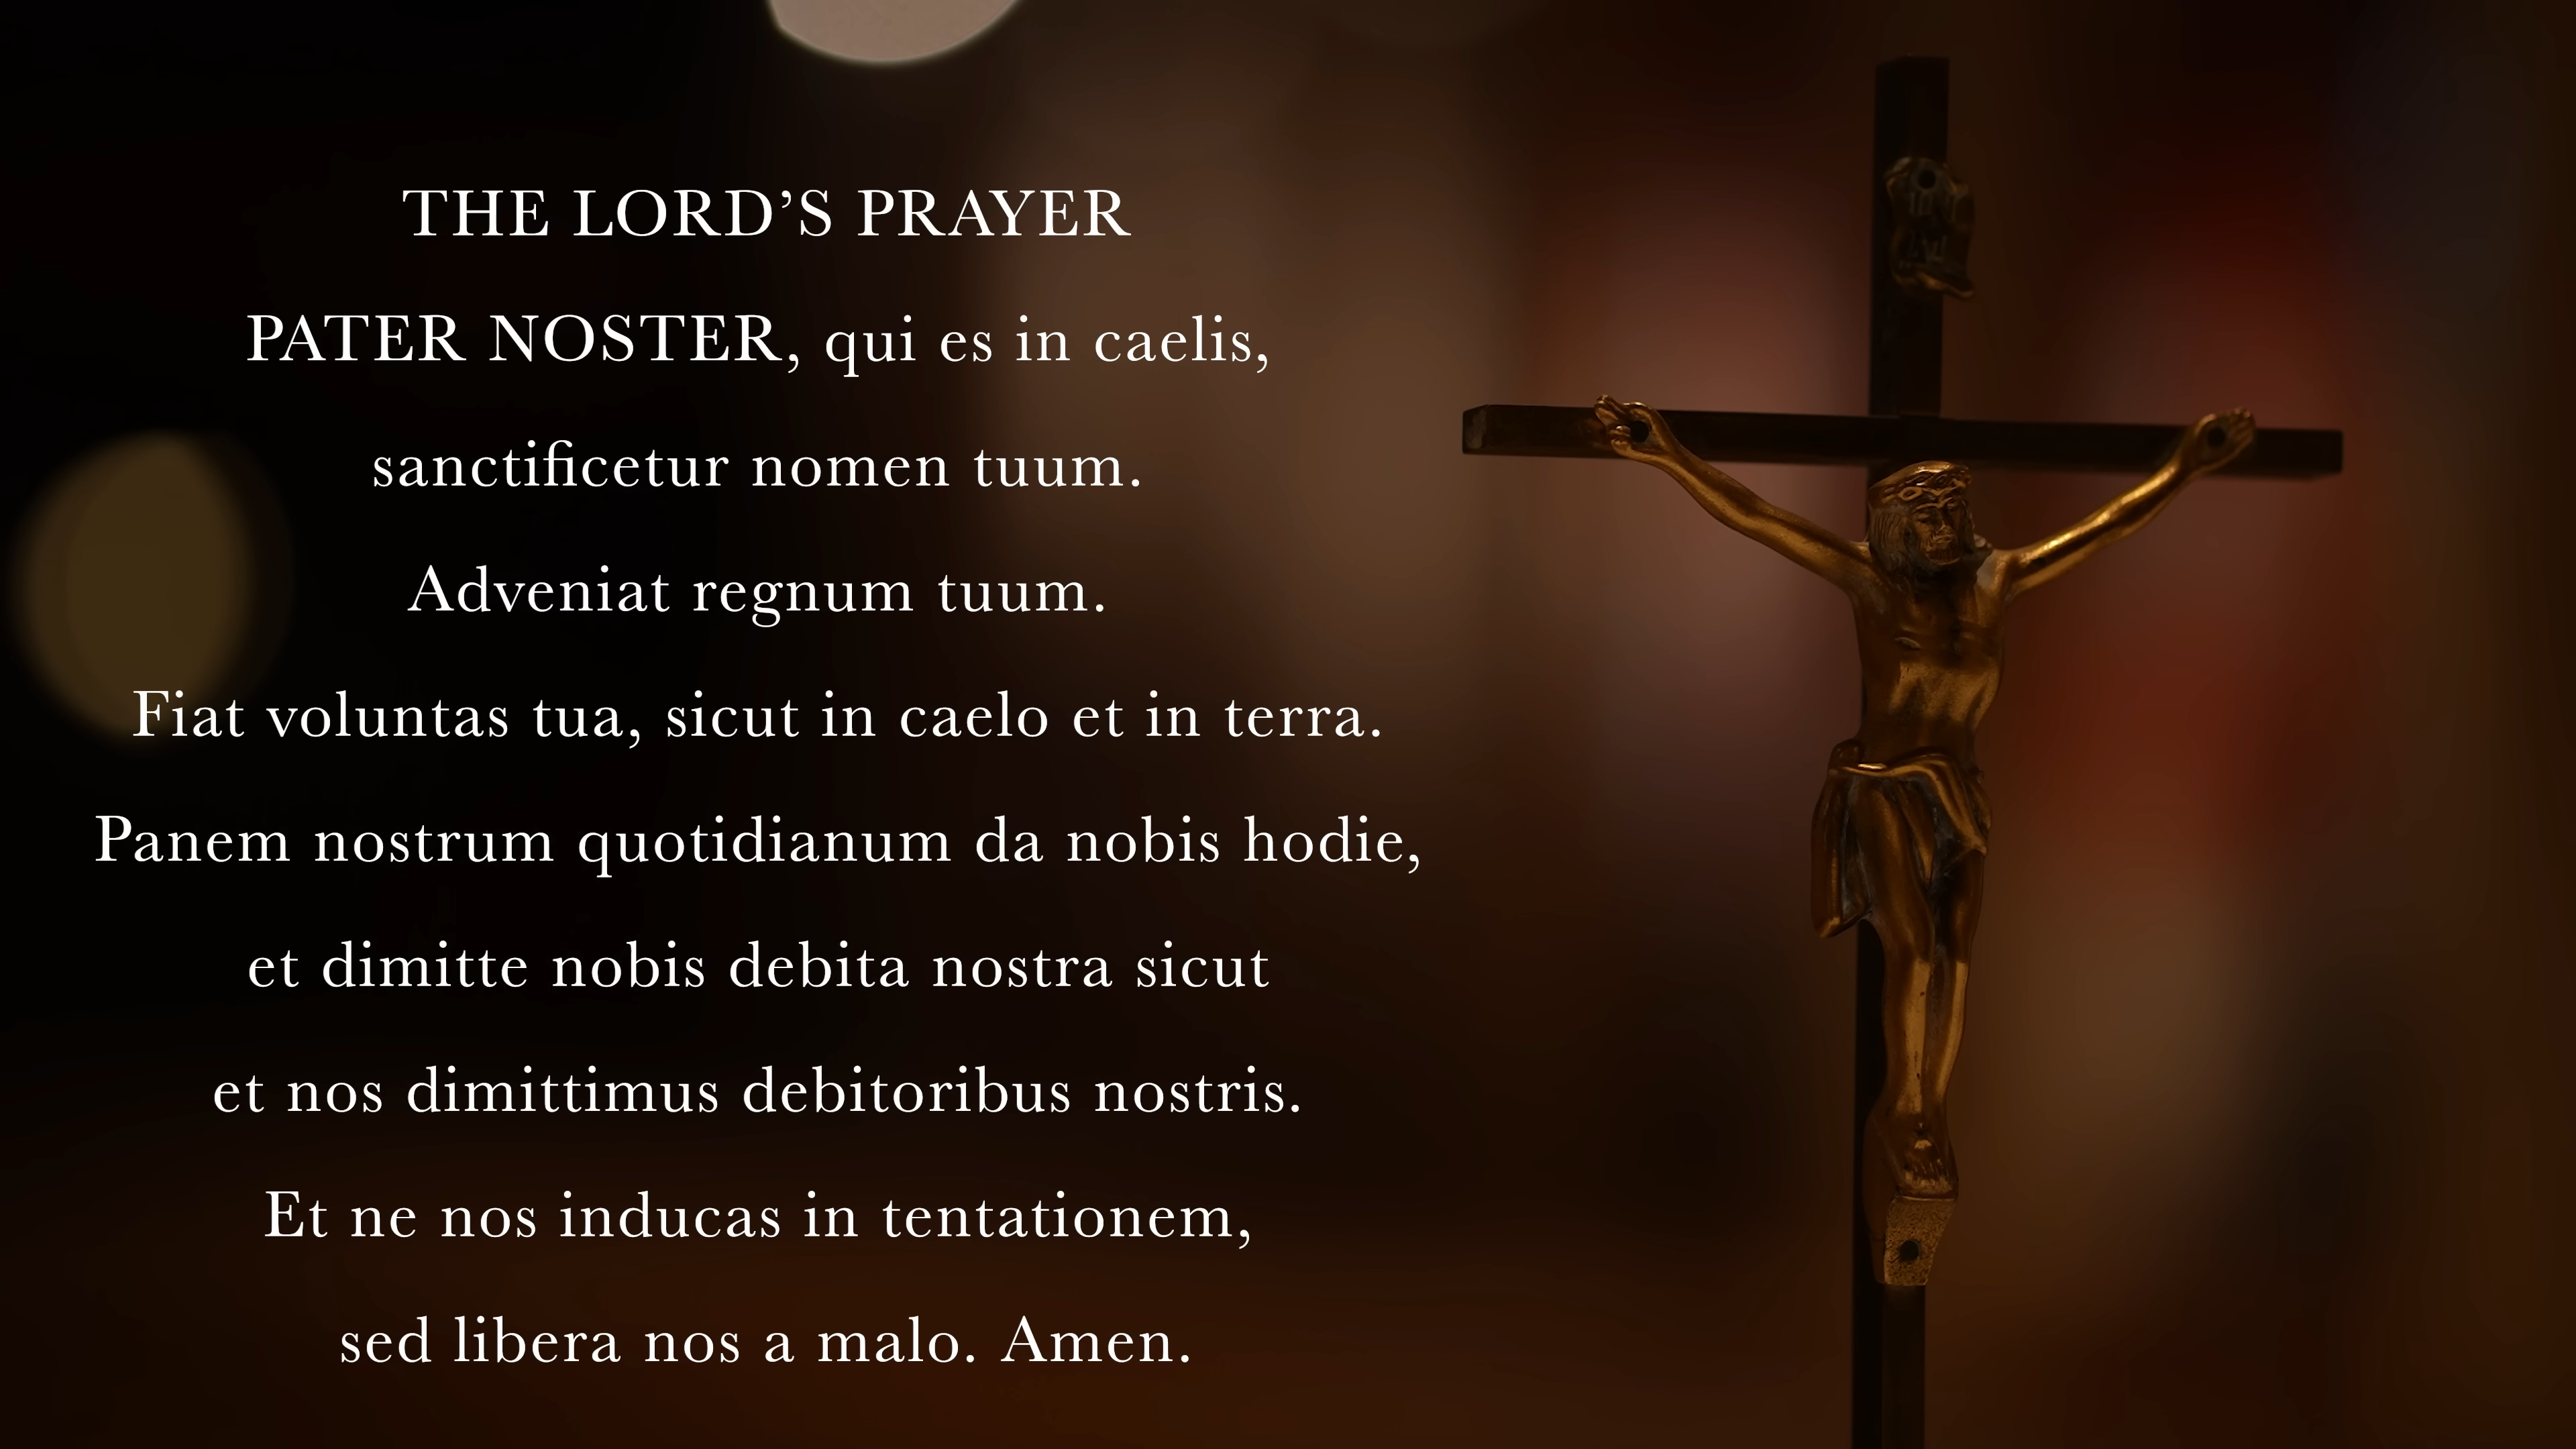 THE LORD’S PRAYER
PATER NOSTER, qui es in caelis,
sanctificetur nomen tuum.
Adveniat regnum tuum.
Fiat voluntas tua, sicut in caelo et in terra.
Panem nostrum quotidianum da nobis hodie,
et dimitte nobis debita nostra sicut
et nos dimittimus debitoribus nostris.
Et ne nos inducas in tentationem,
sed libera nos a malo. Amen.